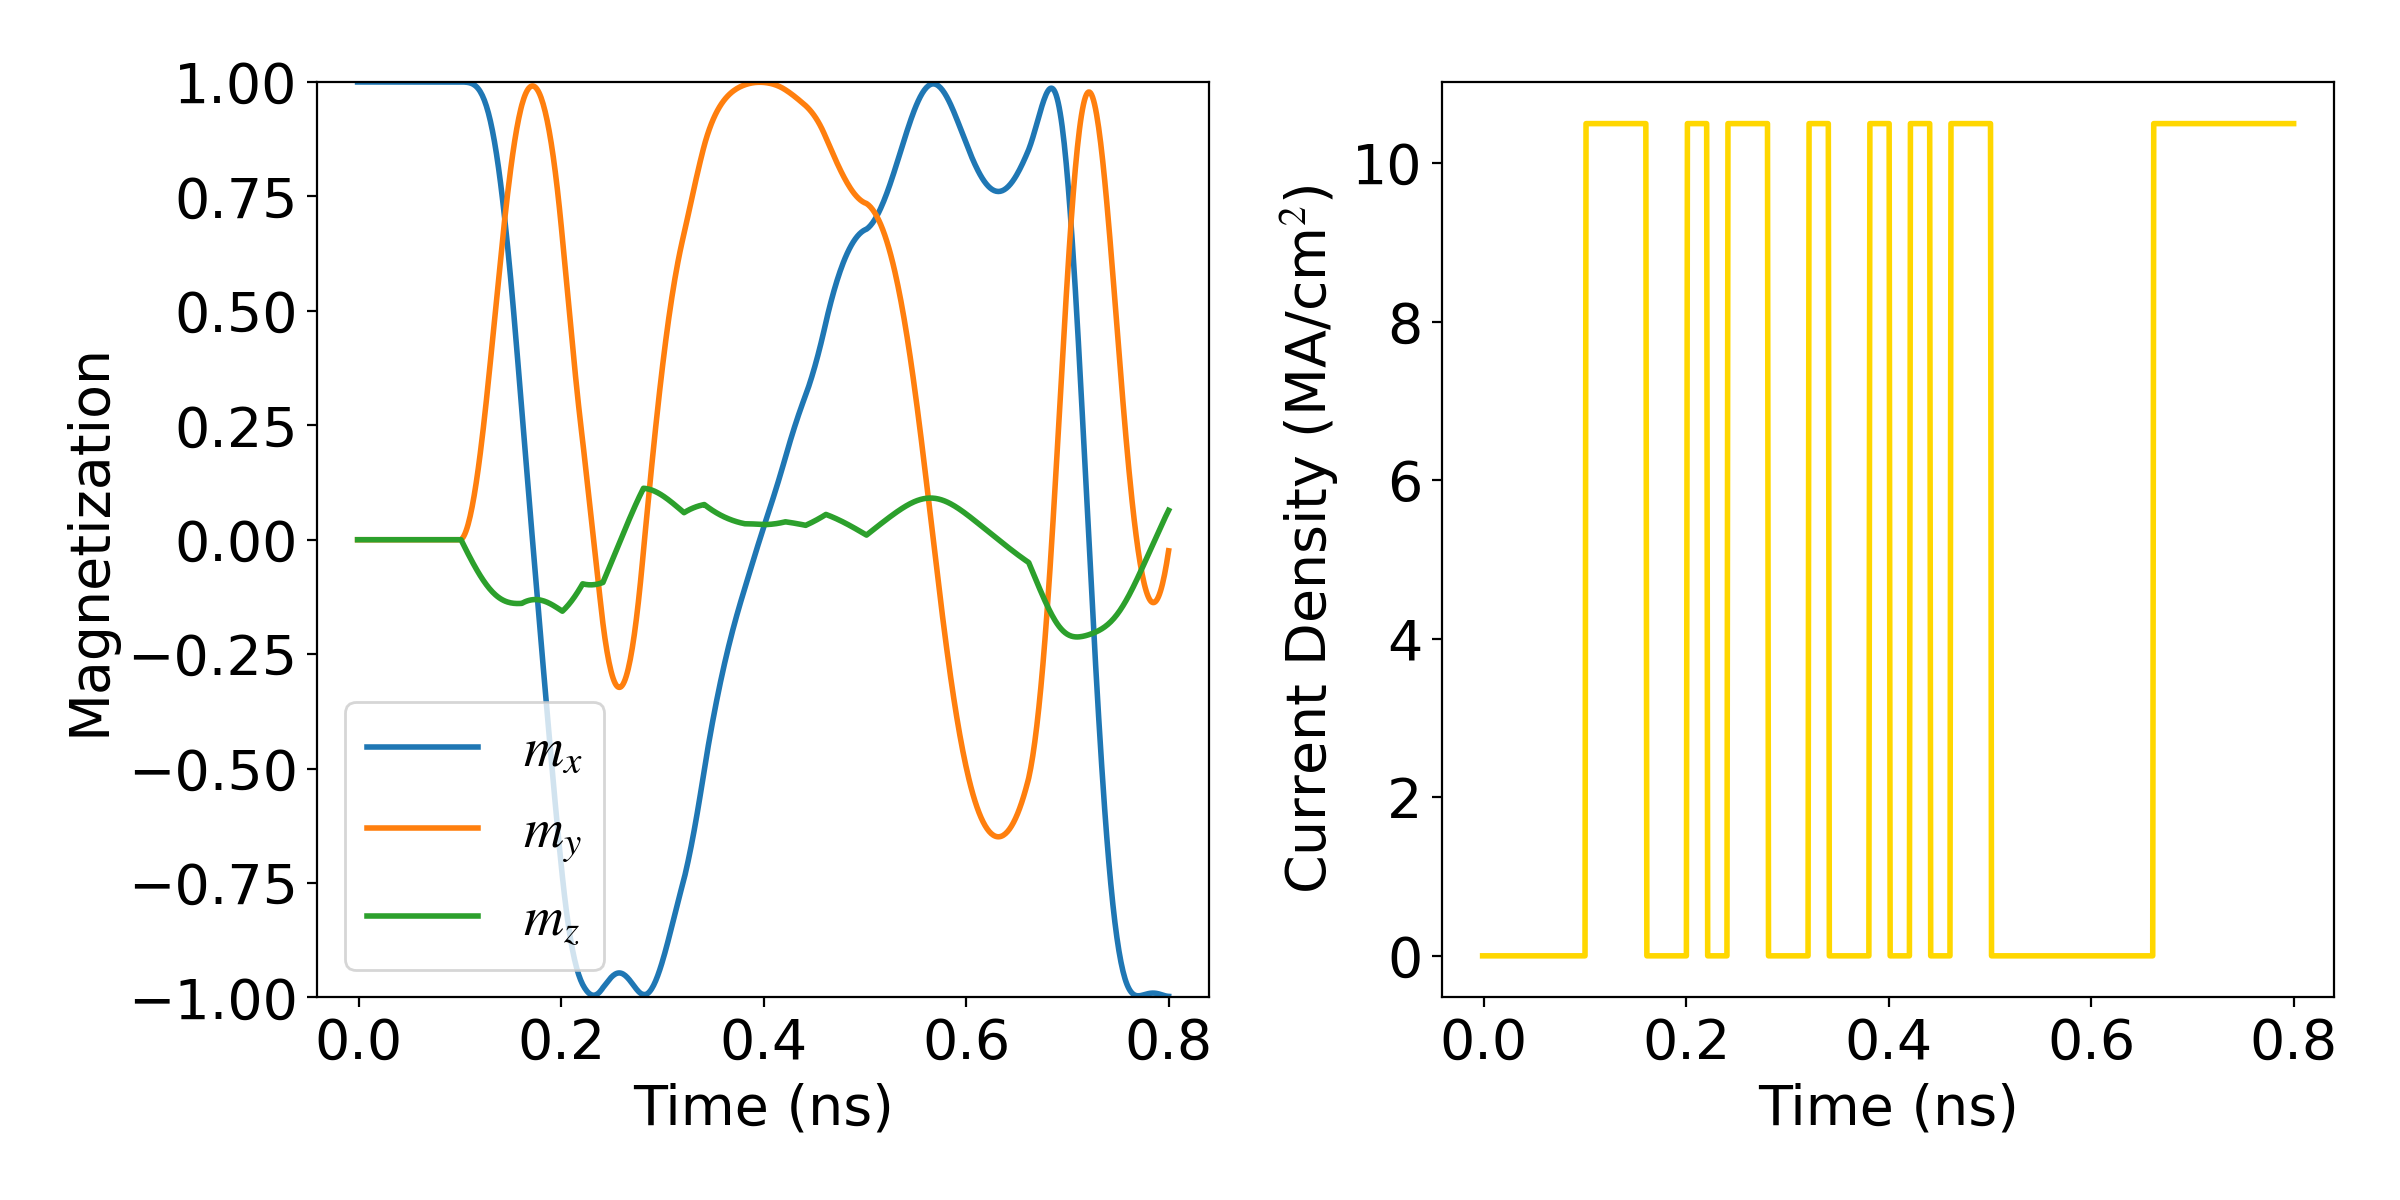 Magnetization
1.00
0.75
0.50
0.25
0.00
−0.25
−0.50
−0.75
−1.00
m_x
m_y
m_z
0.0 0.2 0.4 0.6 0.8
Time (ns)
Current Density (MA/cm²)
10
8
6
4
2
0
0.0 0.2 0.4 0.6 0.8
Time (ns)